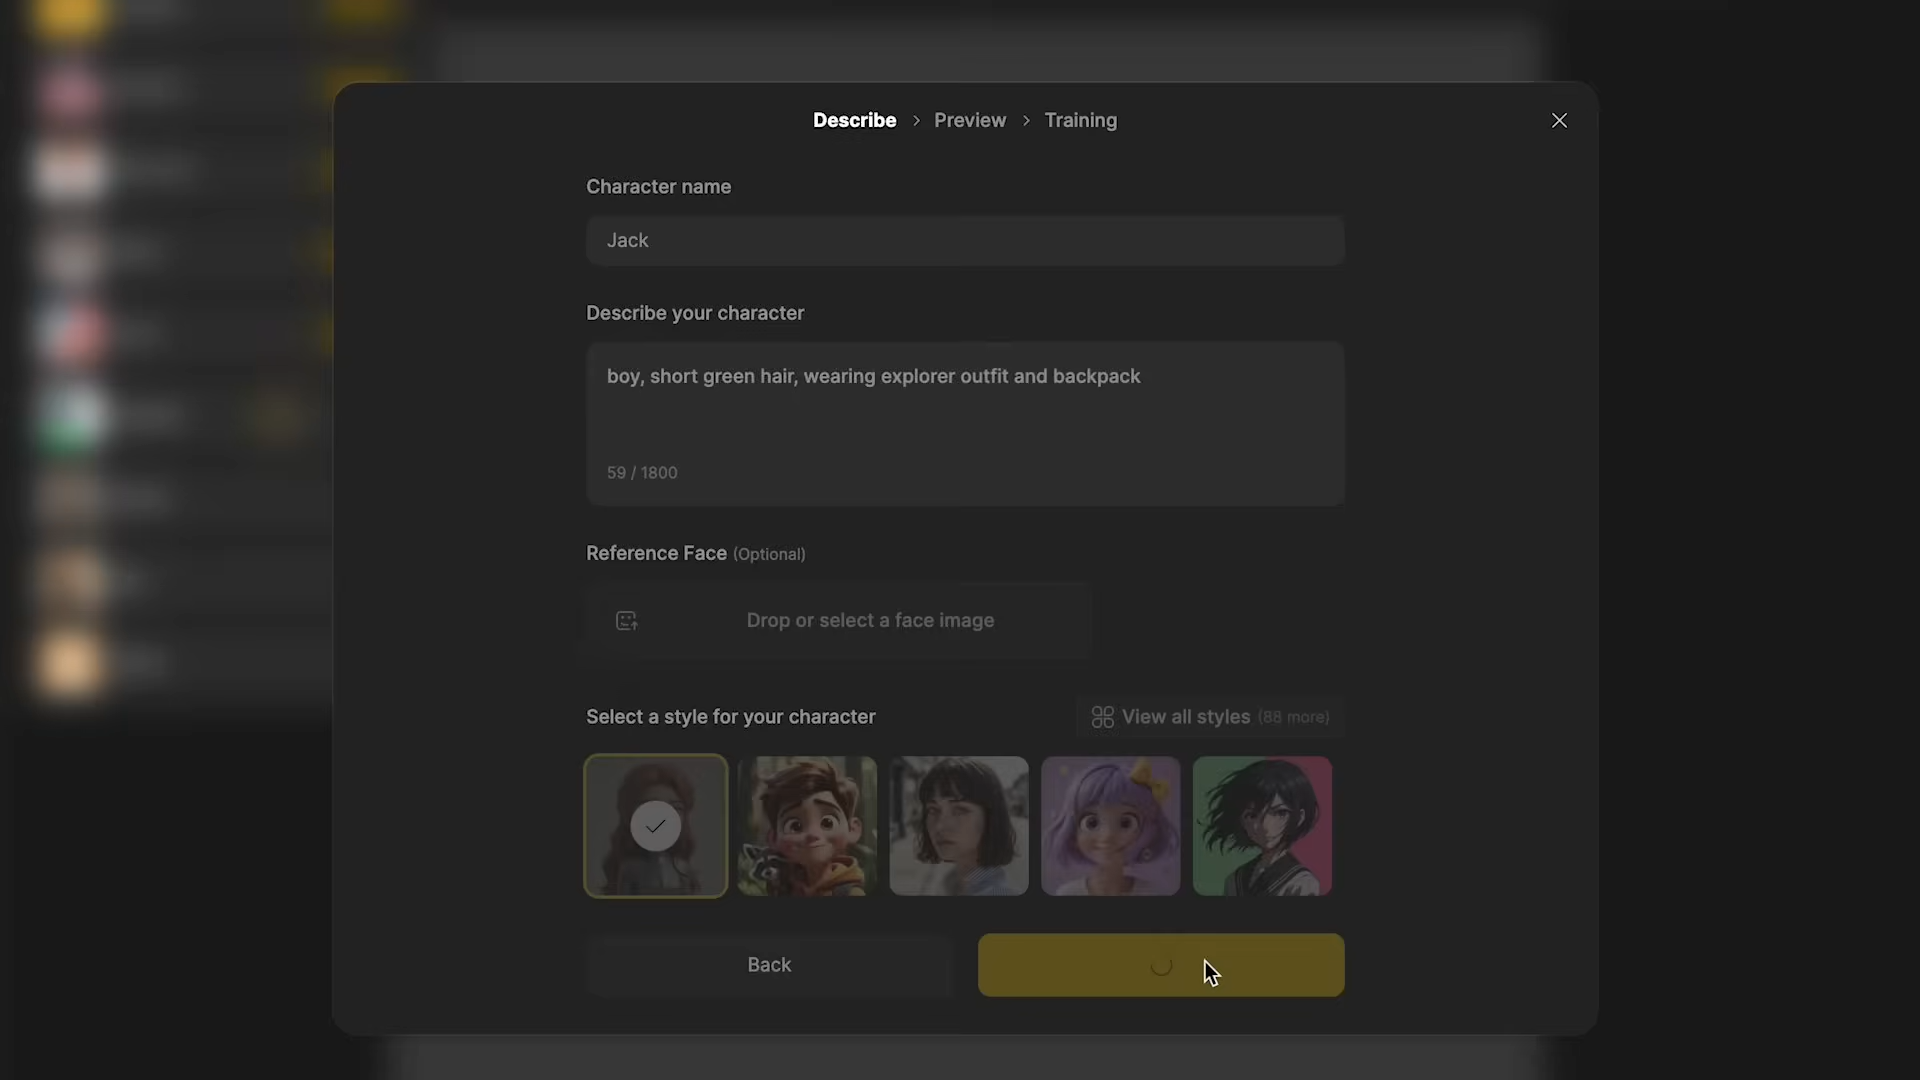 Describe > Preview > Training
Character name
Jack
Describe your character
boy, short green hair, wearing explorer outfit and backpack
59 / 1800
Reference Face (Optional)
Drop or select a face image
Select a style for your character
View all styles (88 more)
Back